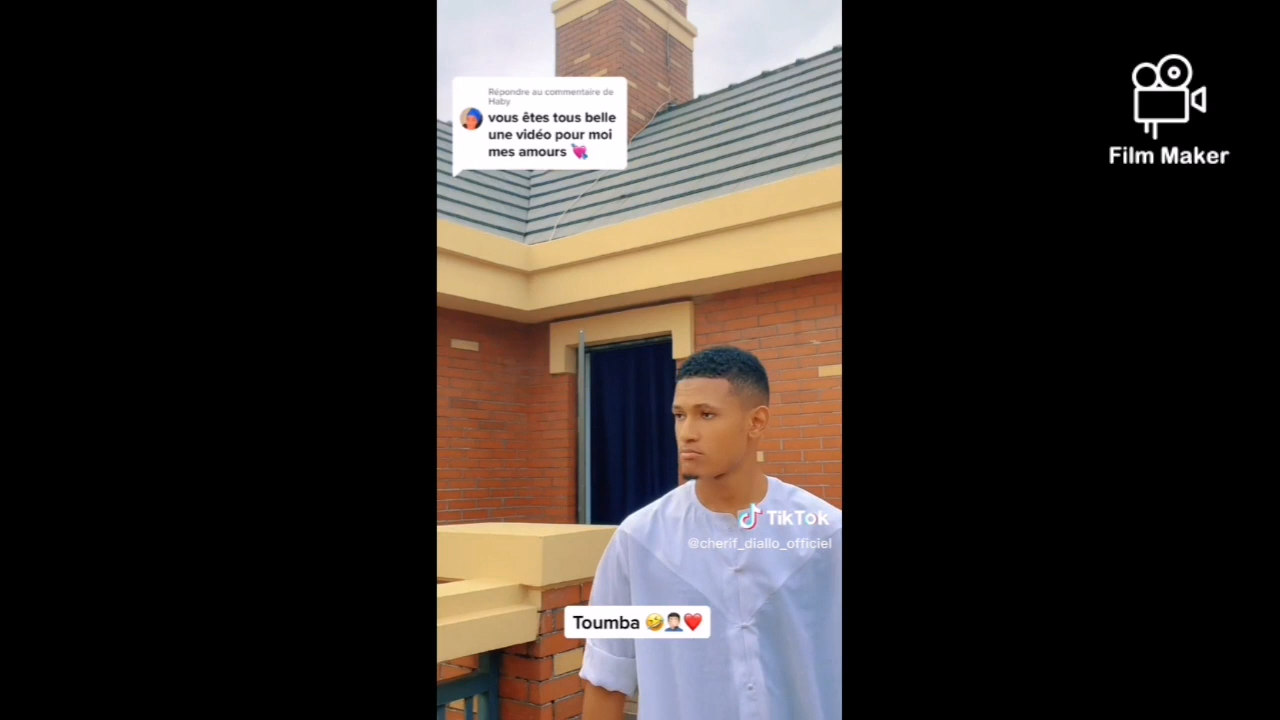 Répondre au commentaire de
Haby
vous êtes tous belle
une vidéo pour moi
mes amours 💘
Film Maker
TikTok
@cherif_diallo_officiel
Toumba 🤣🤦🏻‍♂️❤️